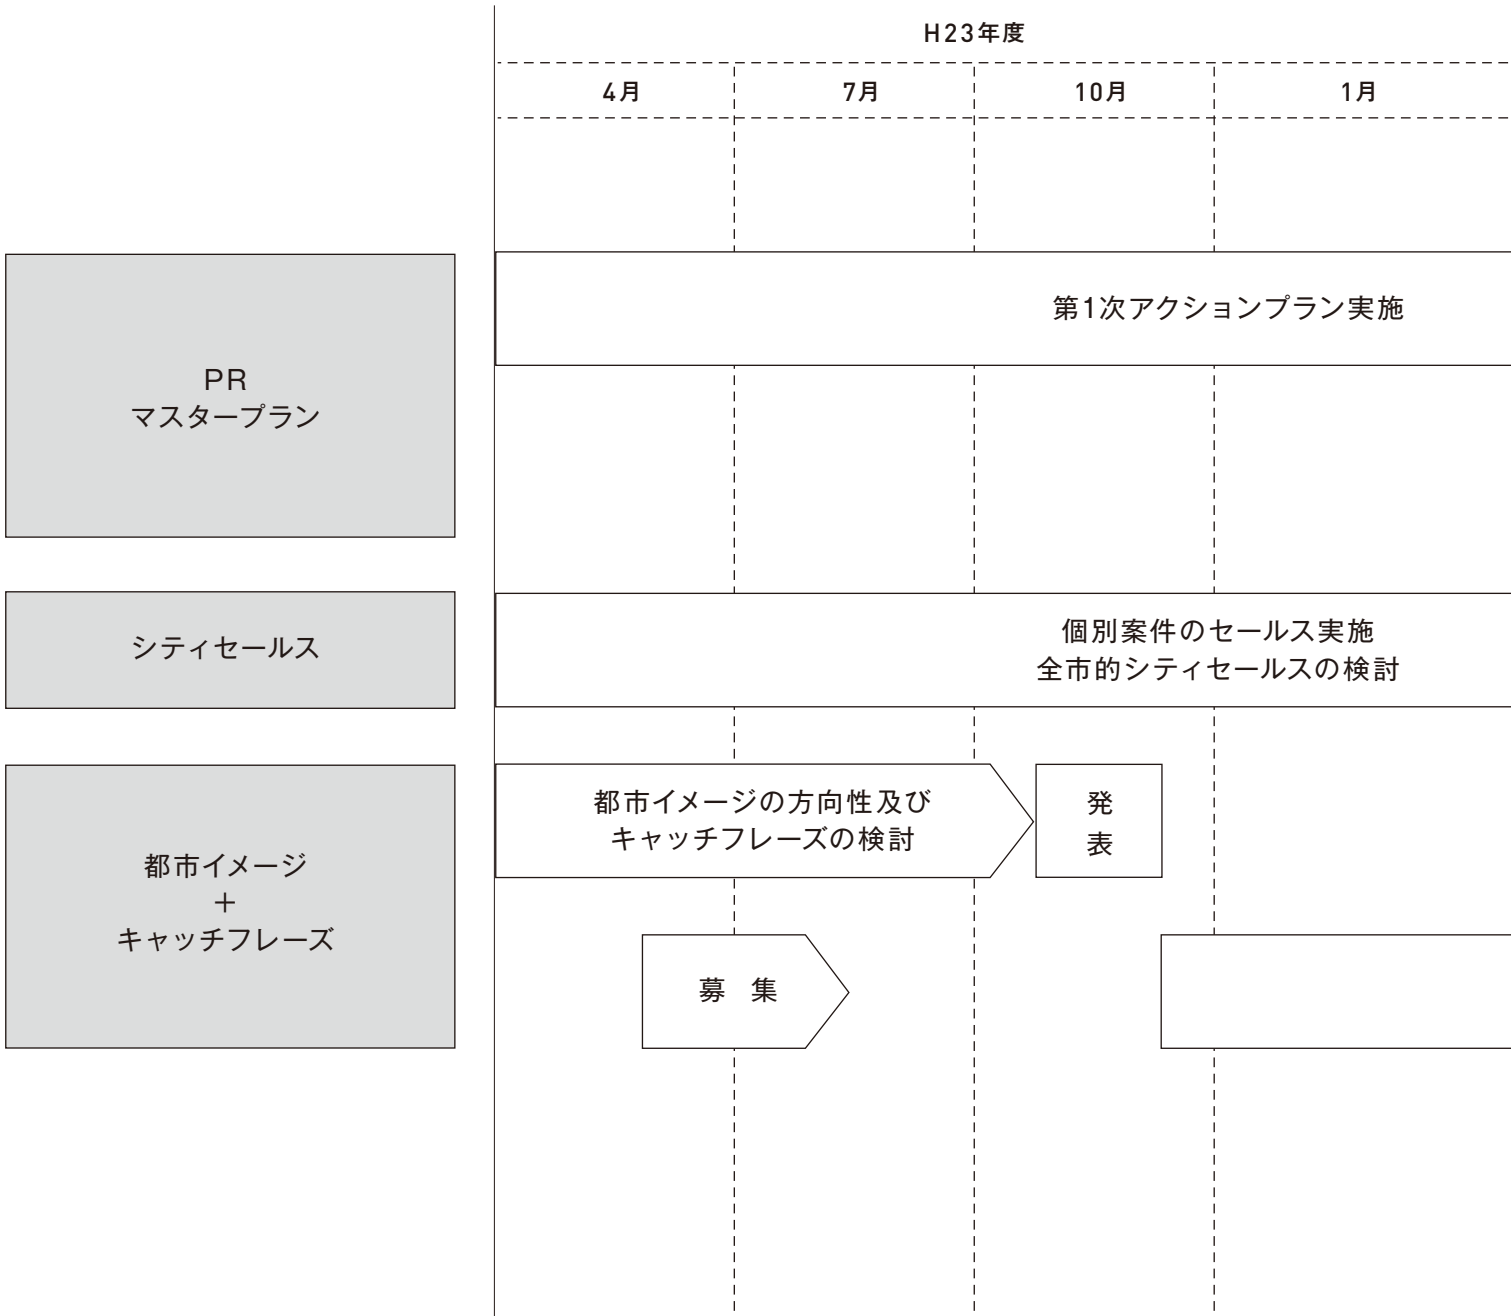 H23年度
4月 7月 10月 1月
第1次アクションプラン実施
PR
マスタープラン
個別案件のセールス実施
全市的シティセールスの検討
シティセールス
都市イメージの方向性及び
キャッチフレーズの検討
発
表
都市イメージ
＋
キャッチフレーズ
募　集